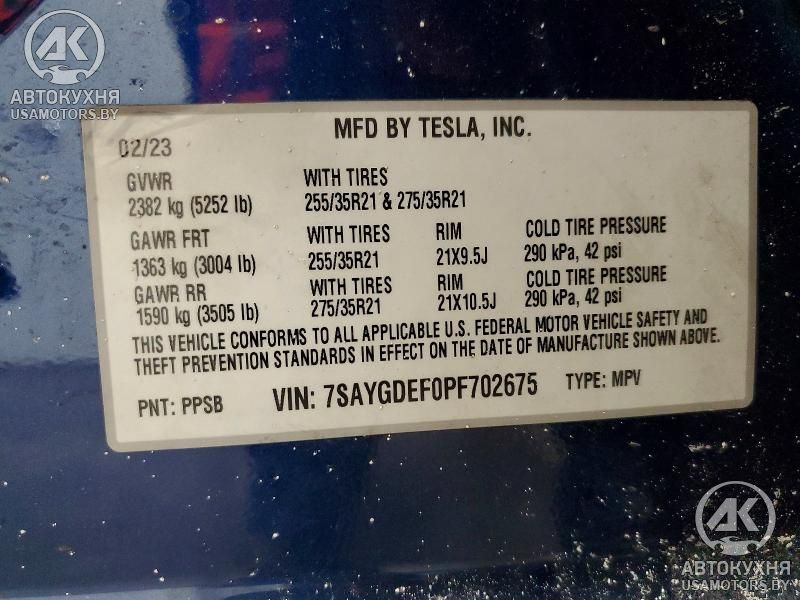 AK
АВТОКУХНЯ
USAMOTORS.BY
MFD BY TESLA, INC.
02/23
GVWR WITH TIRES
2382 kg (5252 lb) 255/35R21 & 275/35R21
GAWR FRT WITH TIRES RIM COLD TIRE PRESSURE
1363 kg (3004 lb) 255/35R21 21X9.5J 290 kPa, 42 psi
GAWR RR WITH TIRES RIM COLD TIRE PRESSURE
1590 kg (3505 lb) 275/35R21 21X10.5J 290 kPa, 42 psi
THIS VEHICLE CONFORMS TO ALL APPLICABLE U.S. FEDERAL MOTOR VEHICLE SAFETY AND
THEFT PREVENTION STANDARDS IN EFFECT ON THE DATE OF MANUFACTURE SHOWN ABOVE.
PNT: PPSB VIN: 7SAYGDEF0PF702675 TYPE: MPV
AK
АВТОКУХНЯ
USAMOTORS.BY